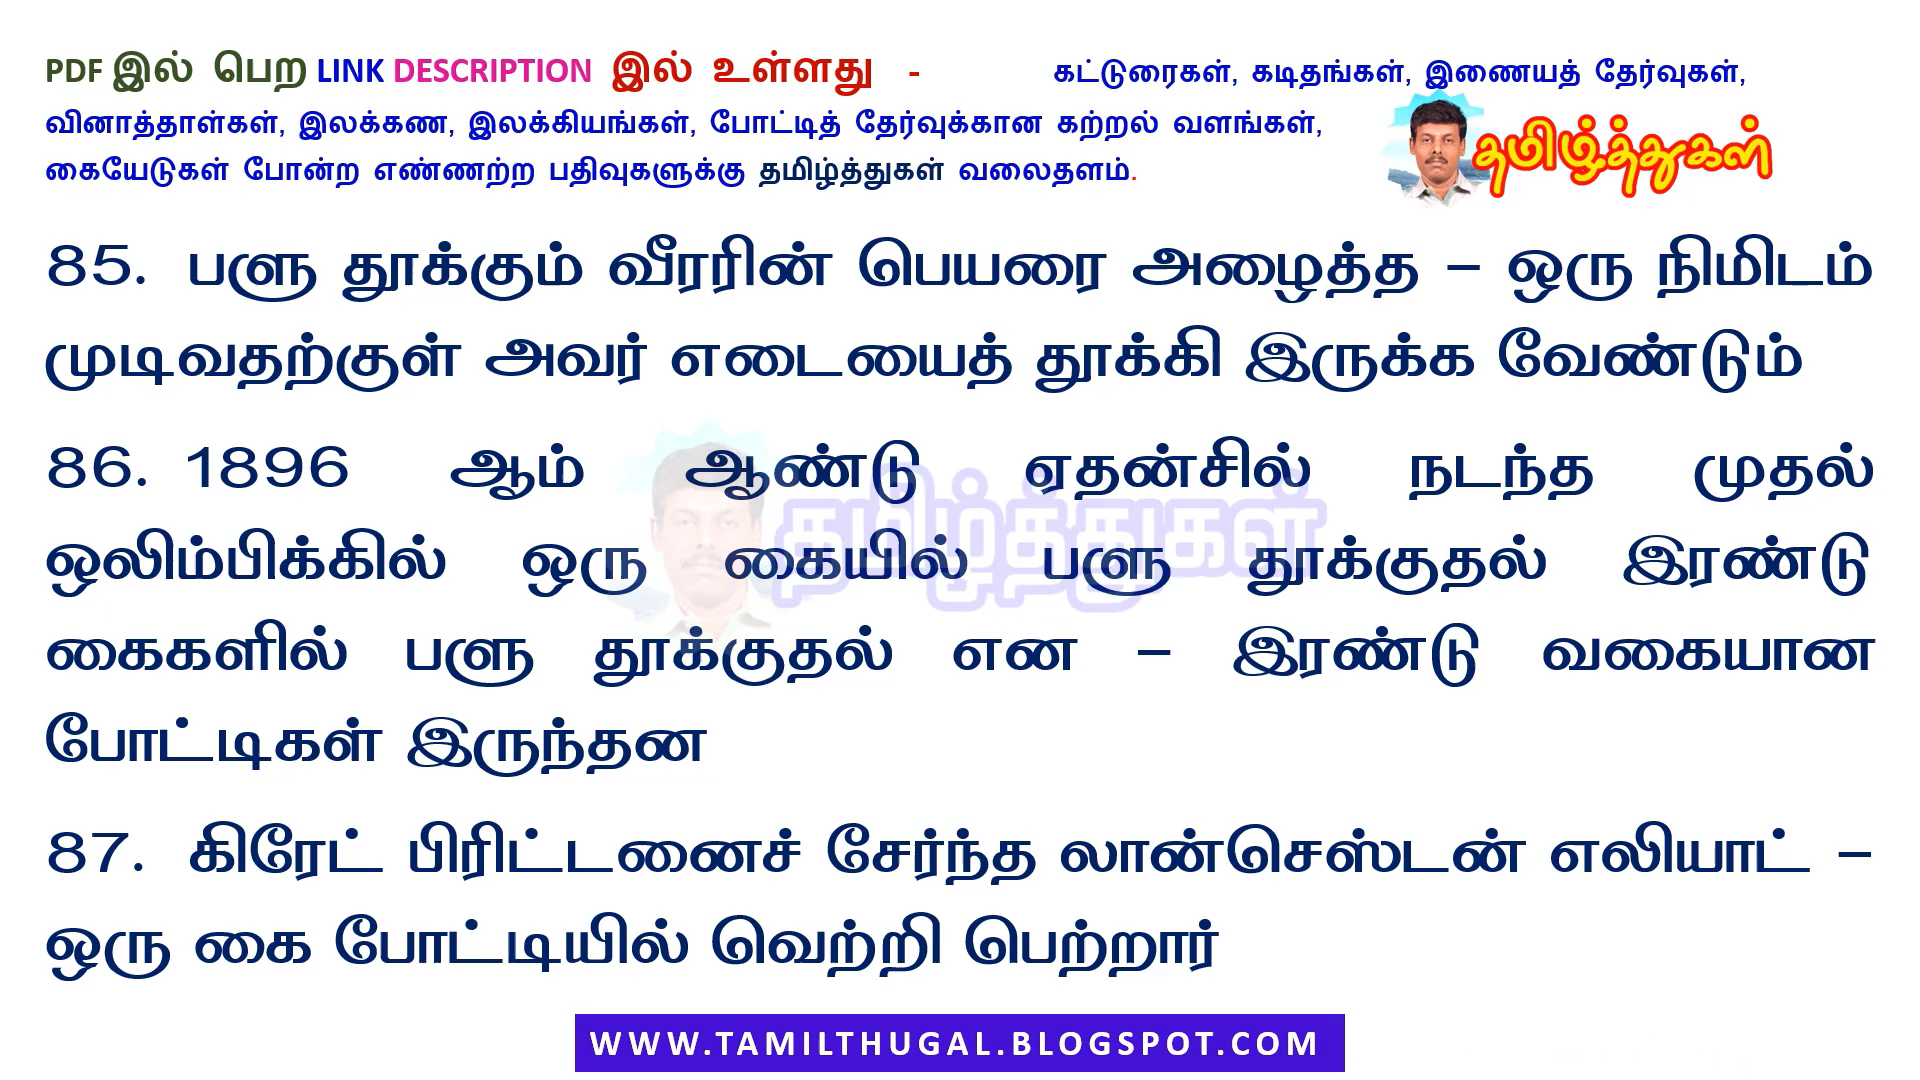 PDF இல் பெற LINK DESCRIPTION இல் உள்ளது - கட்டுரைகள், கடிதங்கள், இணையத் தேர்வுகள்,
வினாத்தாள்கள், இலக்கண, இலக்கியங்கள், போட்டித் தேர்வுக்கான கற்றல் வளங்கள்,
கையேடுகள் போன்ற எண்ணற்ற பதிவுகளுக்கு தமிழ்த்துகள் வலைதளம்.
தமிழ்த்துகள்
85. பளு தூக்கும் வீரரின் பெயரை அழைத்த – ஒரு நிமிடம்
முடிவதற்குள் அவர் எடையைத் தூக்கி இருக்க வேண்டும்
86. 1896 ஆம் ஆண்டு ஏதன்சில் நடந்த முதல்
தமிழ்த்துகள்
ஒலிம்பிக்கில் ஒரு கையில் பளு தூக்குதல் இரண்டு
கைகளில் பளு தூக்குதல் என – இரண்டு வகையான
போட்டிகள் இருந்தன
87. கிரேட் பிரிட்டனைச் சேர்ந்த லான்செஸ்டன் எலியாட் –
ஒரு கை போட்டியில் வெற்றி பெற்றார்
WWW.TAMILTHUGAL.BLOGSPOT.COM